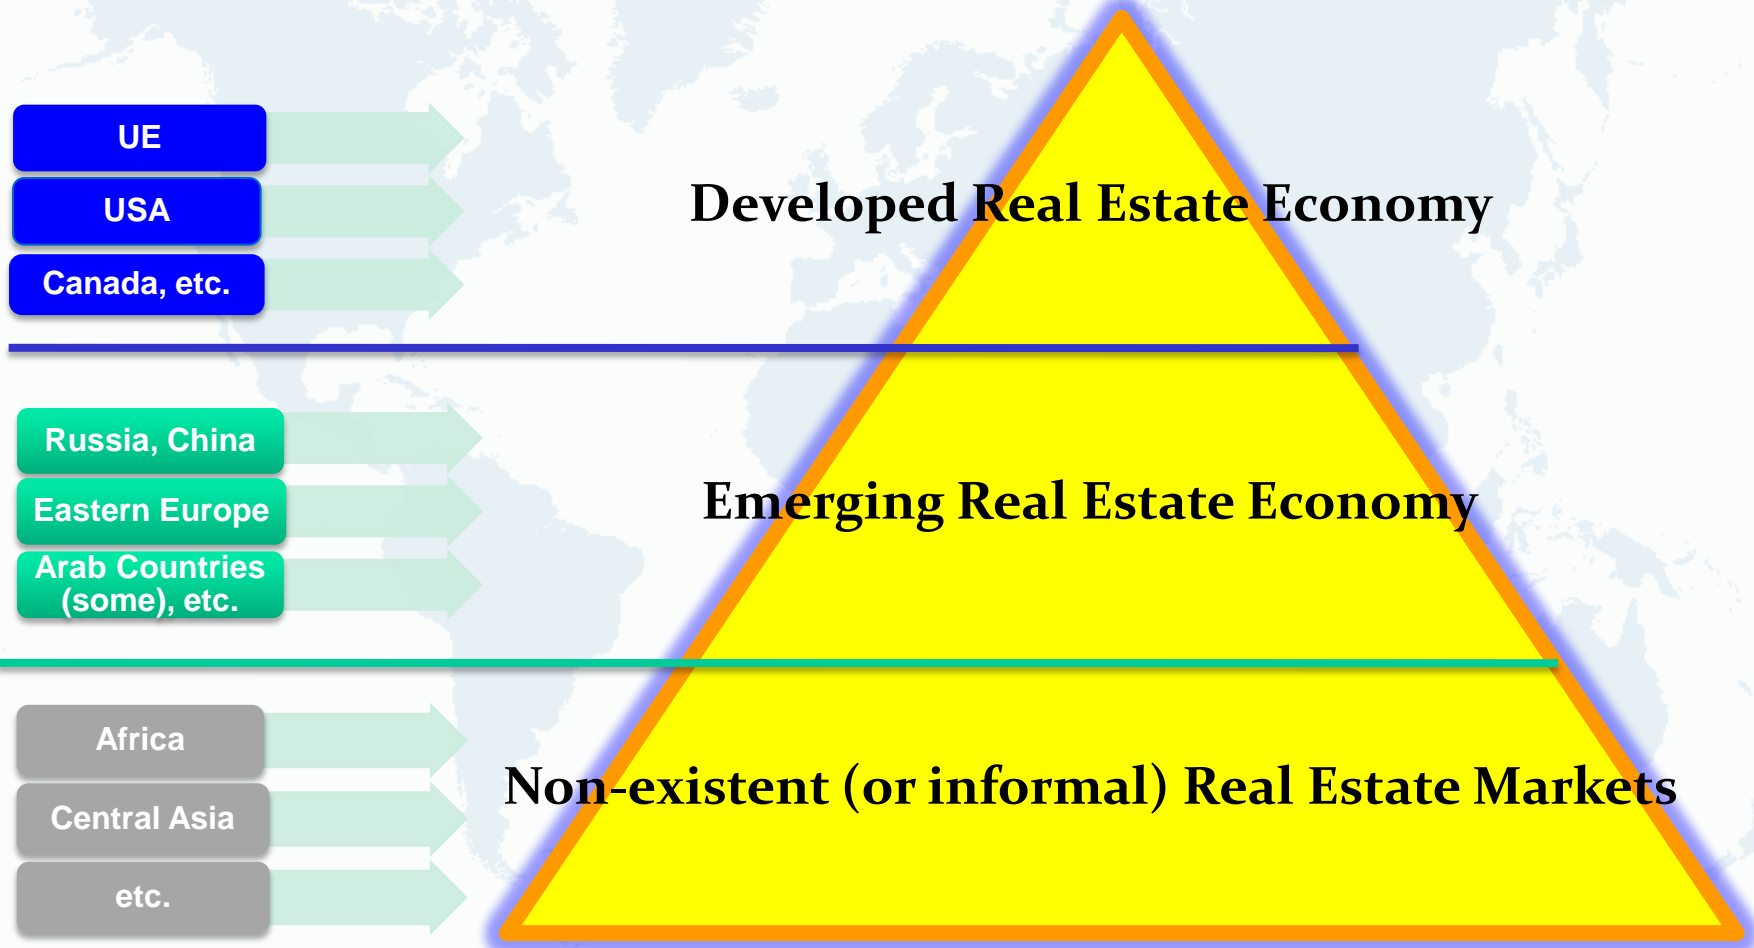 UE
USA
Canada, etc.
Developed Real Estate Economy
Russia, China
Eastern Europe
Arab Countries
(some), etc.
Emerging Real Estate Economy
Africa
Central Asia
etc.
Non-existent (or informal) Real Estate Markets